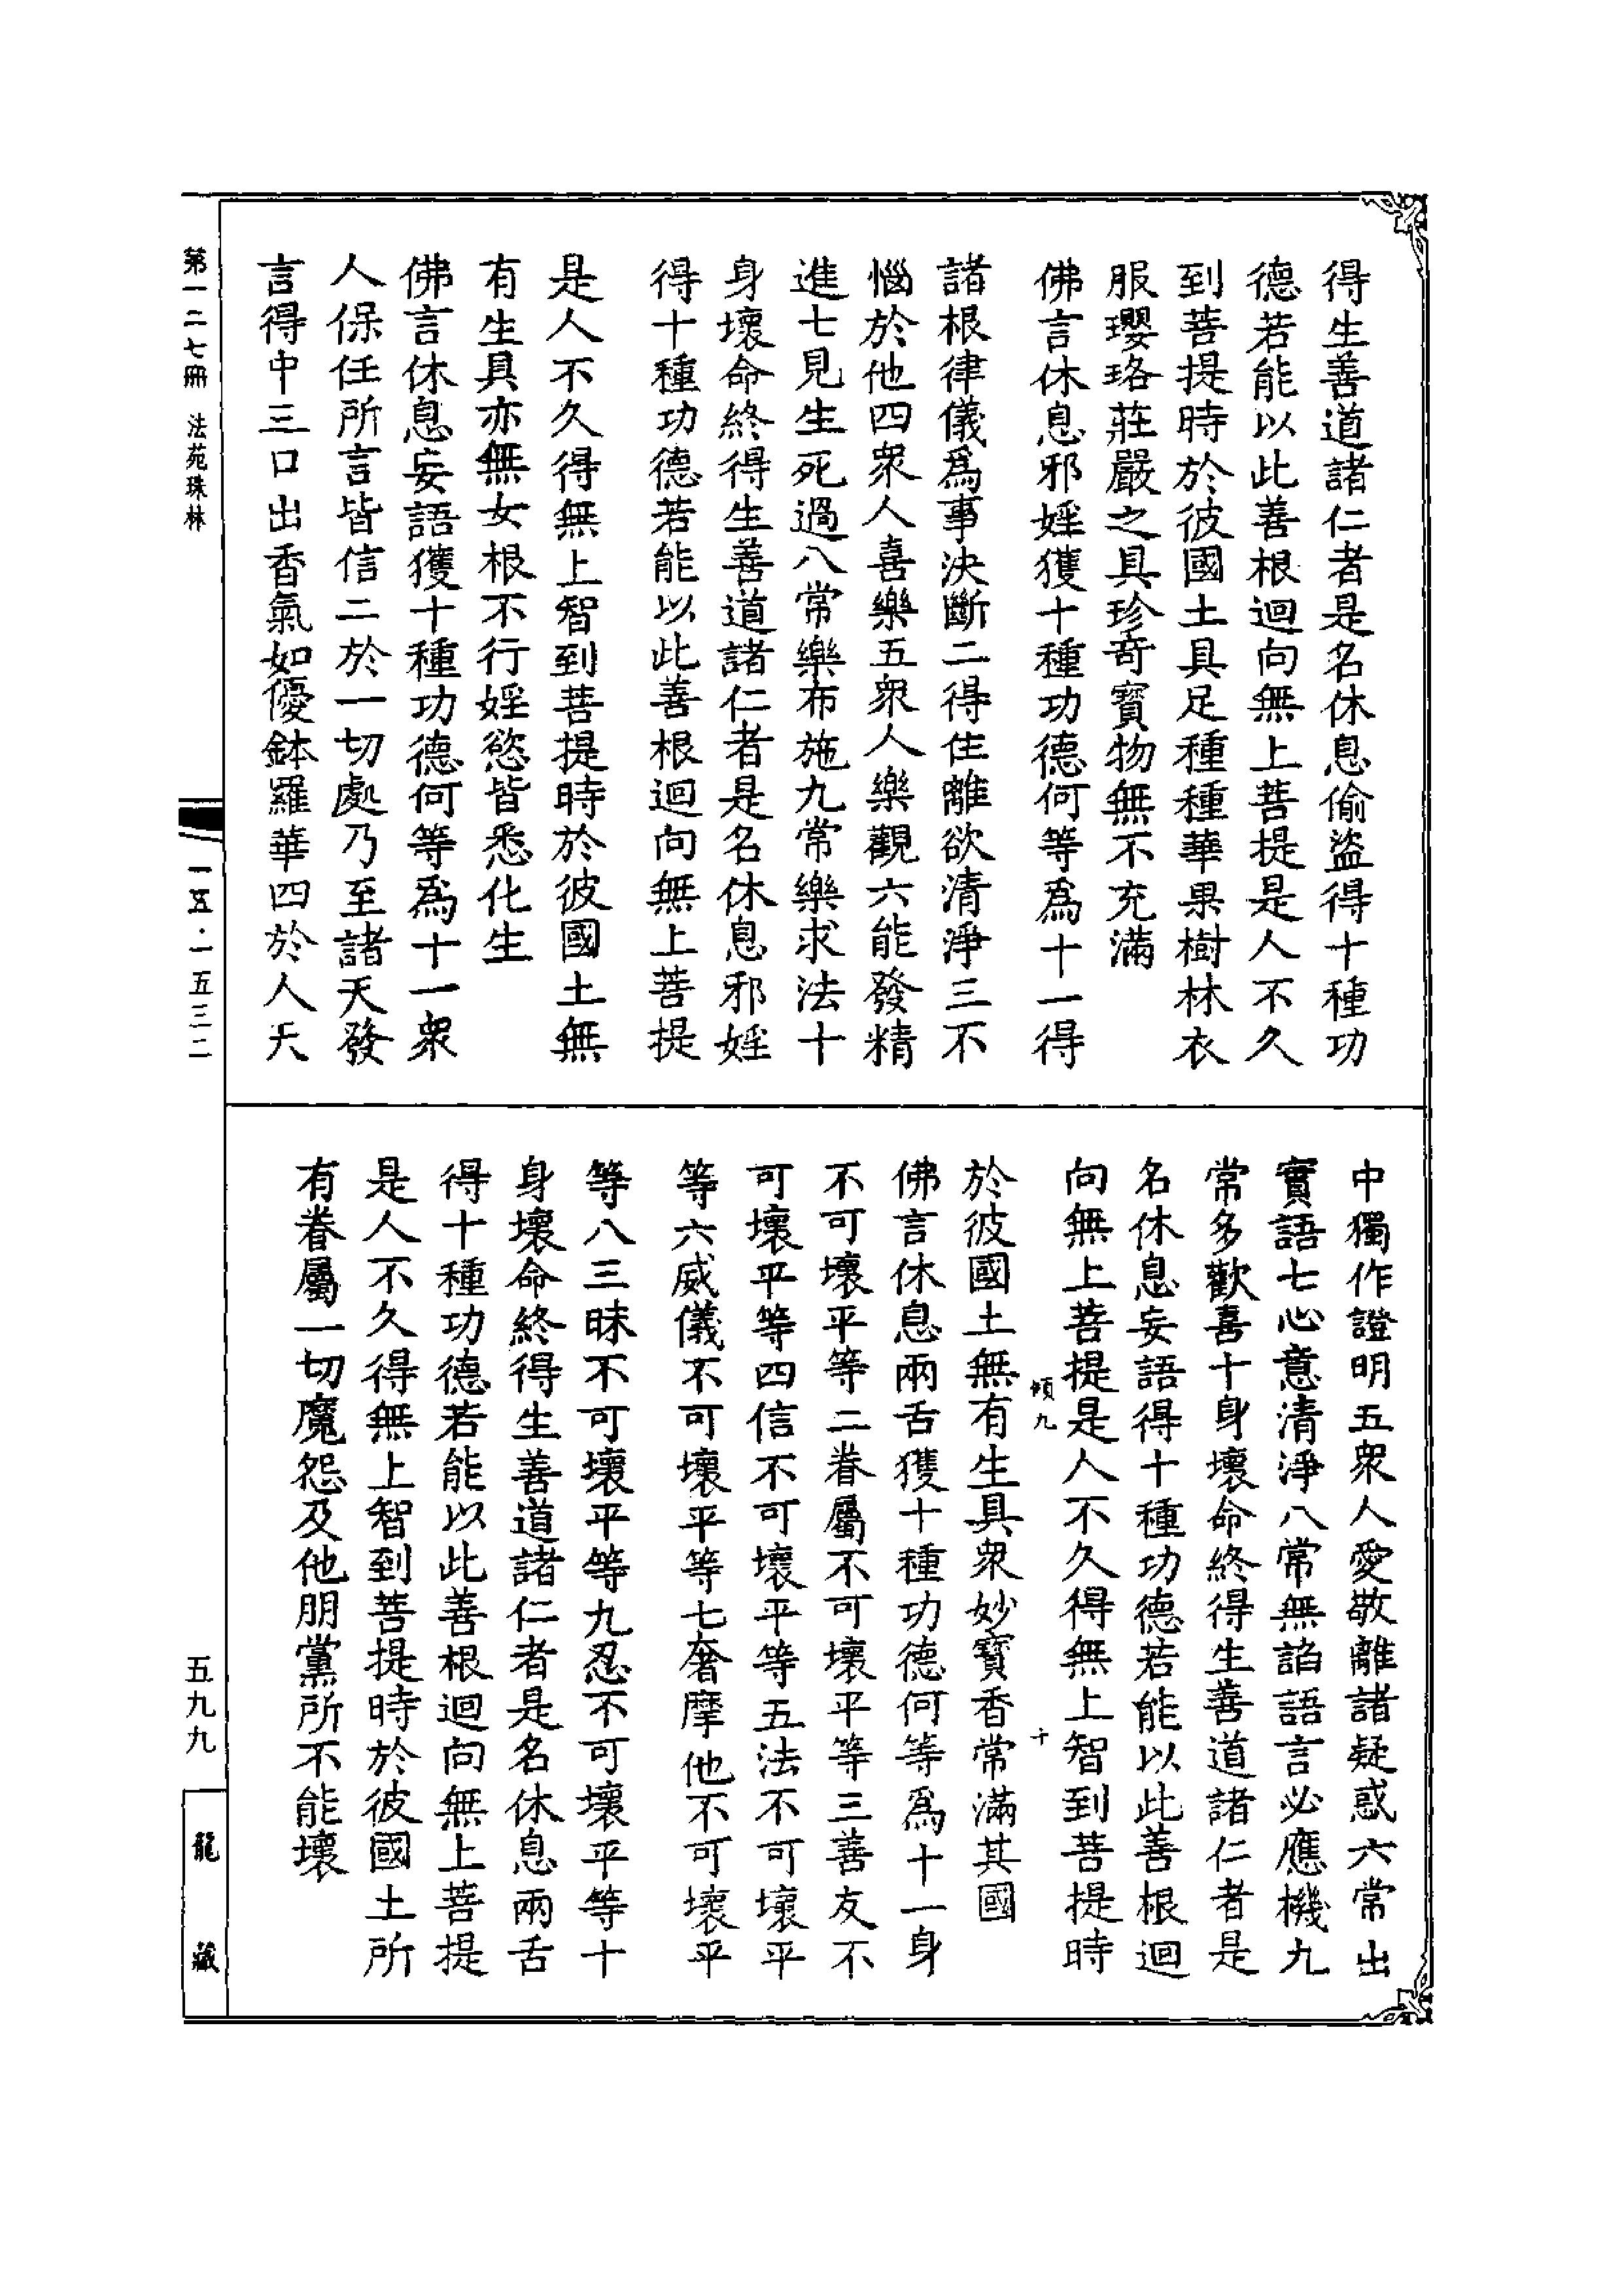 得生善道諸仁者是名休息偷盜得十種功
德若能以此善根迴向無上菩提是人不久
到菩提時於彼國土具足種種華果樹林衣
服瓔珞莊嚴之具珍奇寶物無不充滿
佛言休息邪婬獲十種功德何等爲十一得
諸根律儀爲事決斷二得住離欲清淨三不
惱於他四衆人喜樂五衆人樂觀六能發精
進七見生死過八常樂布施九常樂求法十
身壞命終得生善道諸仁者是名休息邪婬
得十種功德若能以此善根迴向無上菩提
是人不久得無上智到菩提時於彼國土無
有生具亦無女根不行婬慾皆悉化生
佛言休息妄語獲十種功德何等爲十一衆
人保任所言皆信二於一切處乃至諸天發
言得中三口出香氣如優鉢羅華四於人天
中獨作證明五衆人愛敬離諸疑惑六常出
實語七心意清淨八常無諂語言必應機九
常多歡喜十身壞命終得生善道諸仁者是
名休息妄語得十種功德若能以此善根迴
向無上菩提是人不久得無上智到菩提時
傾九
十
於彼國土無有生具衆妙寶香常滿其國
佛言休息兩舌獲十種功德何等爲十一身
不可壞平等二眷屬不可壞平等三善友不
可壞平等四信不可壞平等五法不可壞平
等六威儀不可壞平等七奢摩他不可壞平
等八三昧不可壞平等九忍不可壞平等十
身壞命終得生善道諸仁者是名休息兩舌
得十種功德若能以此善根迴向無上菩提
是人不久得無上智到菩提時於彼國土所
有眷屬一切魔怨及他朋黨所不能壞
第一二七冊 法苑珠林
一五·一五三二
五九九
龍藏